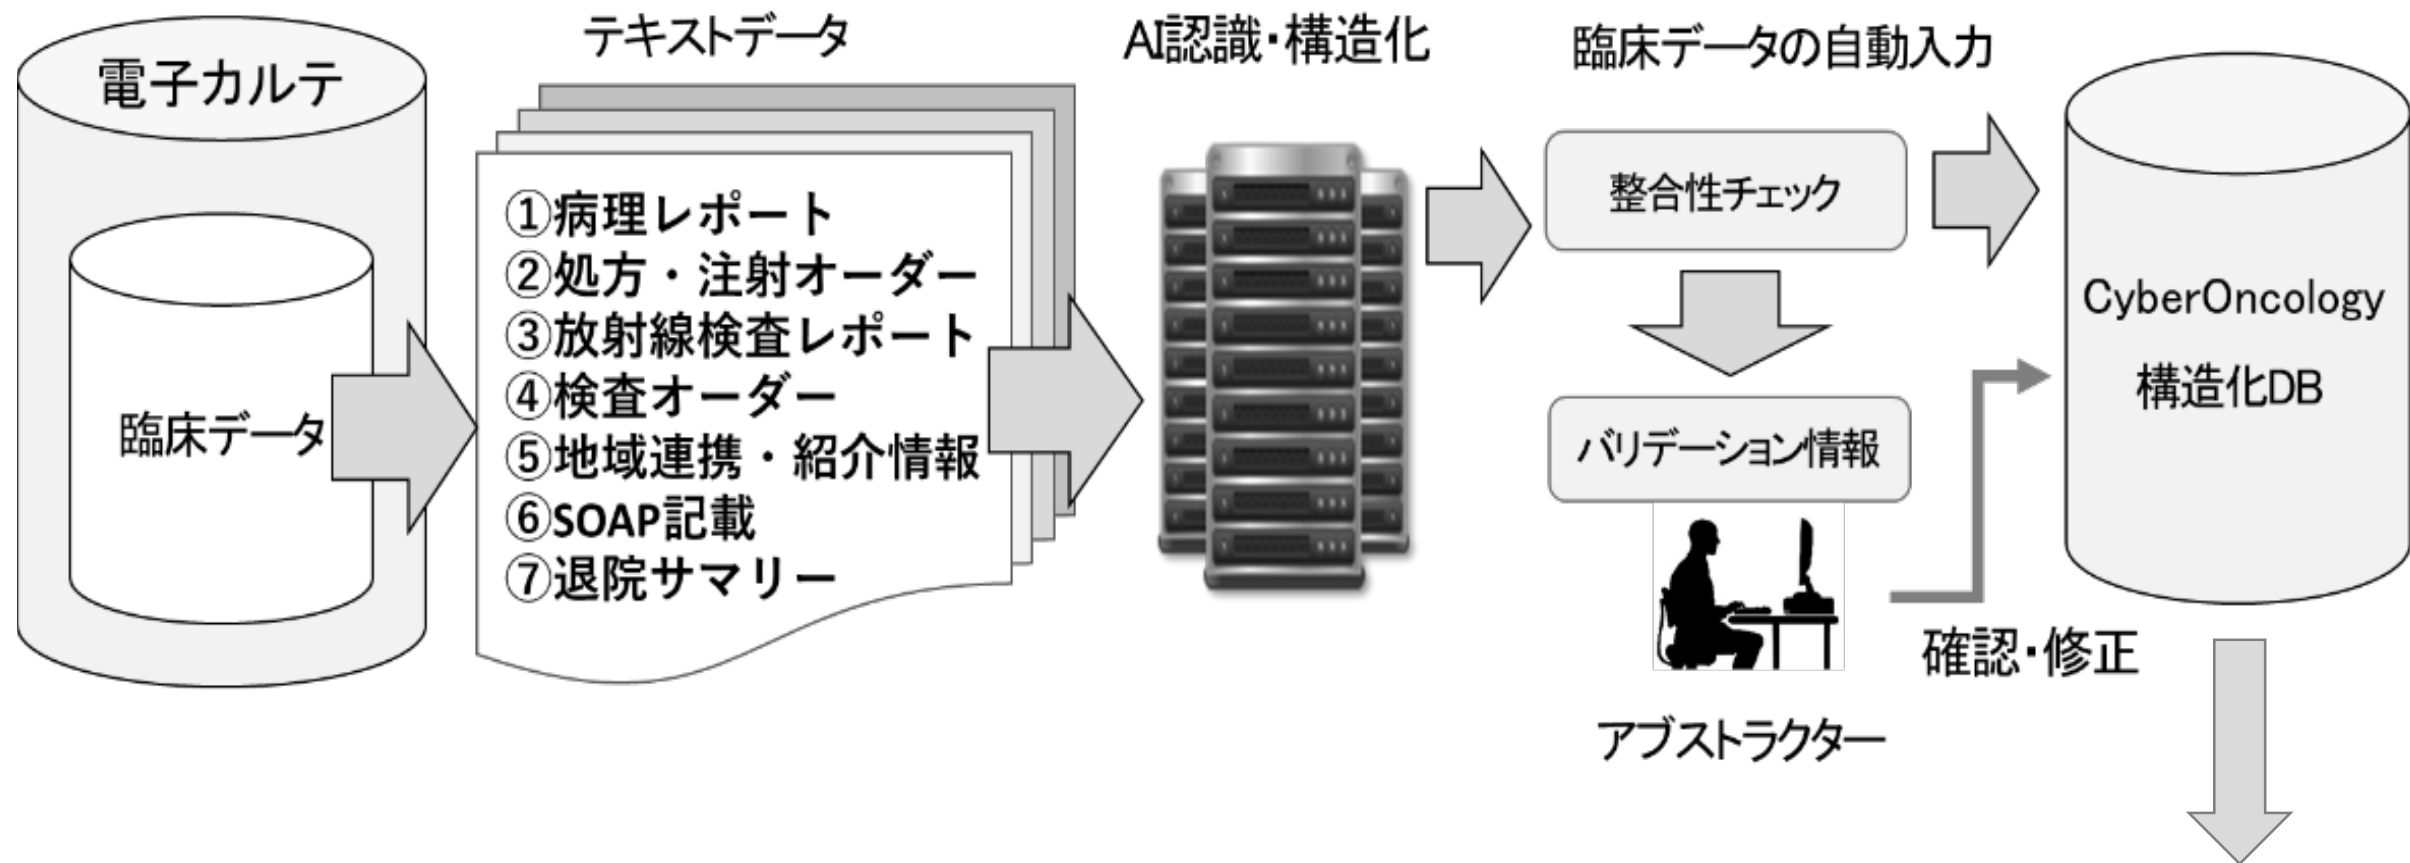 電子カルテ
臨床データ
テキストデータ
①病理レポート
②処方・注射オーダー
③放射線検査レポート
④検査オーダー
⑤地域連携・紹介情報
⑥SOAP記載
⑦退院サマリー
AI認識・構造化
臨床データの自動入力
整合性チェック
バリデーション情報
アブストラクター
確認・修正
CyberOncology
構造化DB